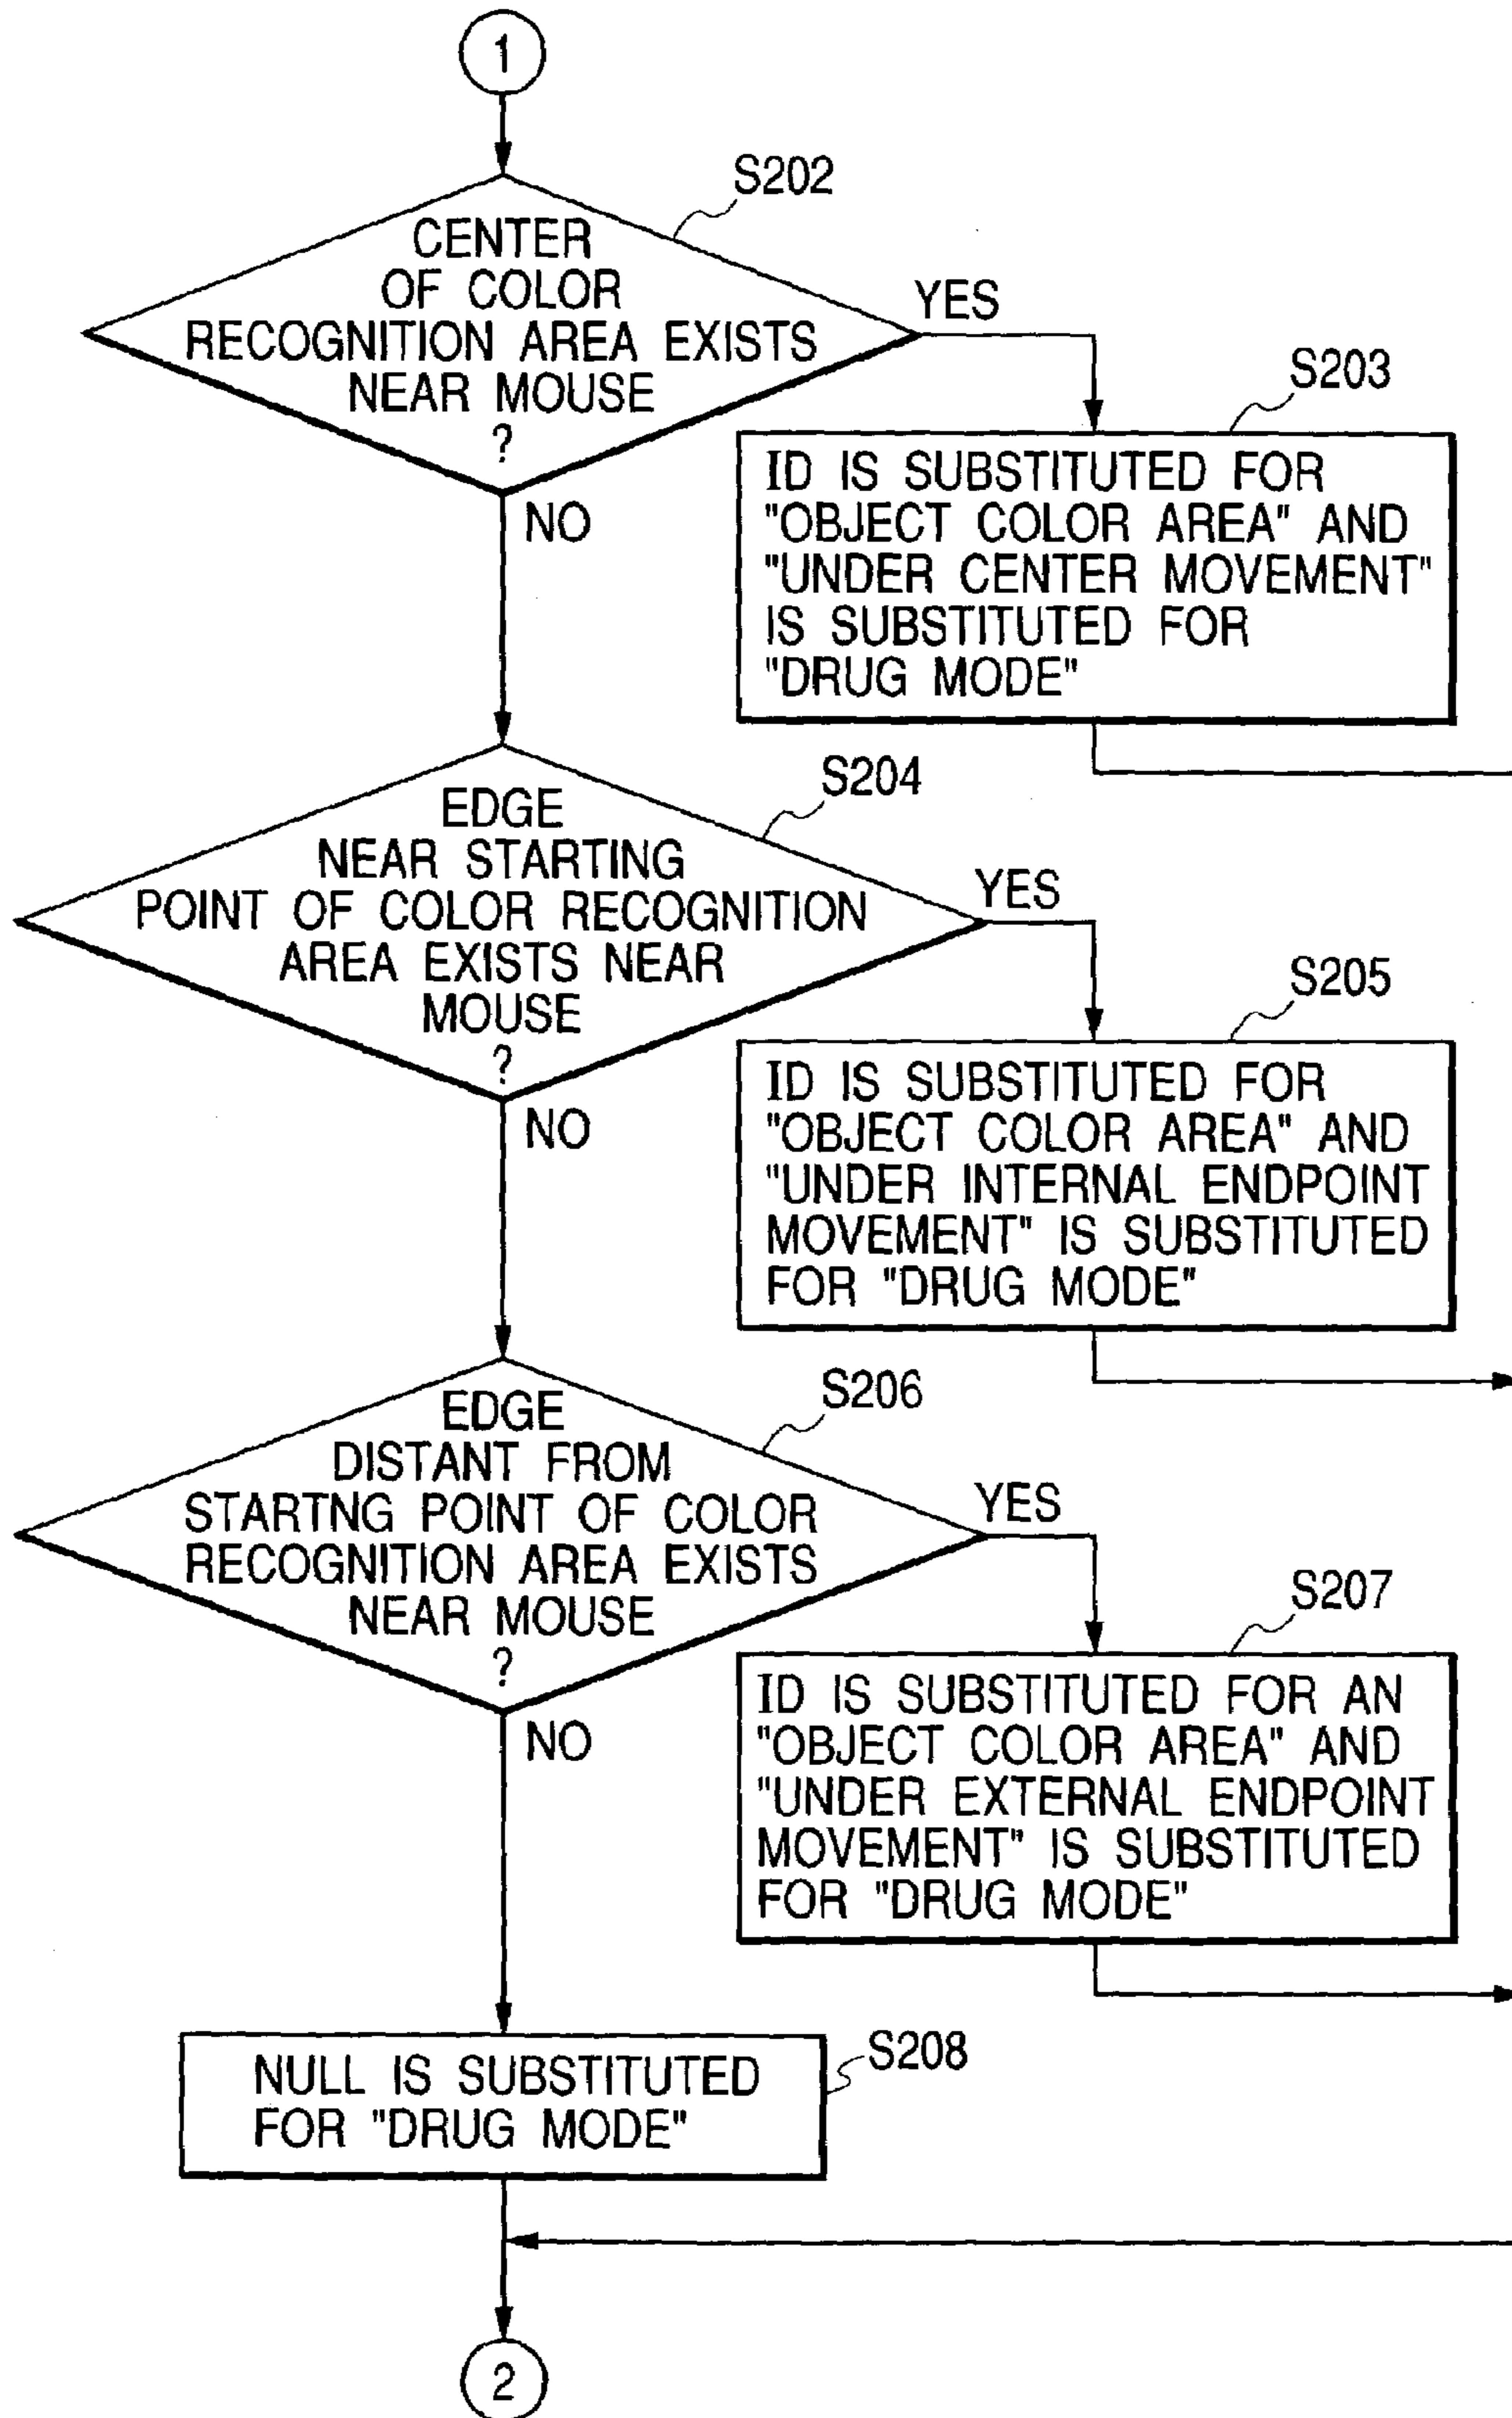 1
S202
CENTER
OF COLOR
RECOGNITION AREA EXISTS
NEAR MOUSE
?
YES
NO
S203
ID IS SUBSTITUTED FOR
"OBJECT COLOR AREA" AND
"UNDER CENTER MOVEMENT"
IS SUBSTITUTED FOR
"DRUG MODE"
S204
EDGE
NEAR STARTING
POINT OF COLOR RECOGNITION
AREA EXISTS NEAR
MOUSE
?
YES
NO
S205
ID IS SUBSTITUTED FOR
"OBJECT COLOR AREA" AND
"UNDER INTERNAL ENDPOINT
MOVEMENT" IS SUBSTITUTED
FOR "DRUG MODE"
S206
EDGE
DISTANT FROM
STARTNG POINT OF COLOR
RECOGNITION AREA EXISTS
NEAR MOUSE
?
YES
NO
S207
ID IS SUBSTITUTED FOR AN
"OBJECT COLOR AREA" AND
"UNDER EXTERNAL ENDPOINT
MOVEMENT" IS SUBSTITUTED
FOR "DRUG MODE"
S208
NULL IS SUBSTITUTED
FOR "DRUG MODE"
2